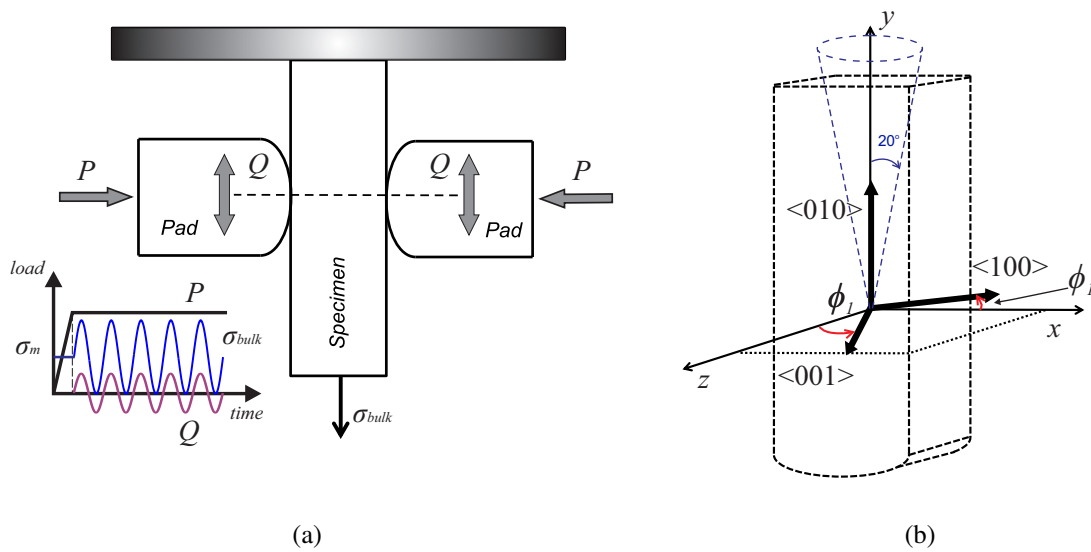 P
Q
Q
P
Pad
Pad
Specimen
load
P
σm
σbulk
time
Q
σbulk
(a)
y
20°
<010>
<100>
ϕ1
ϕ1
x
z
<001>
(b)